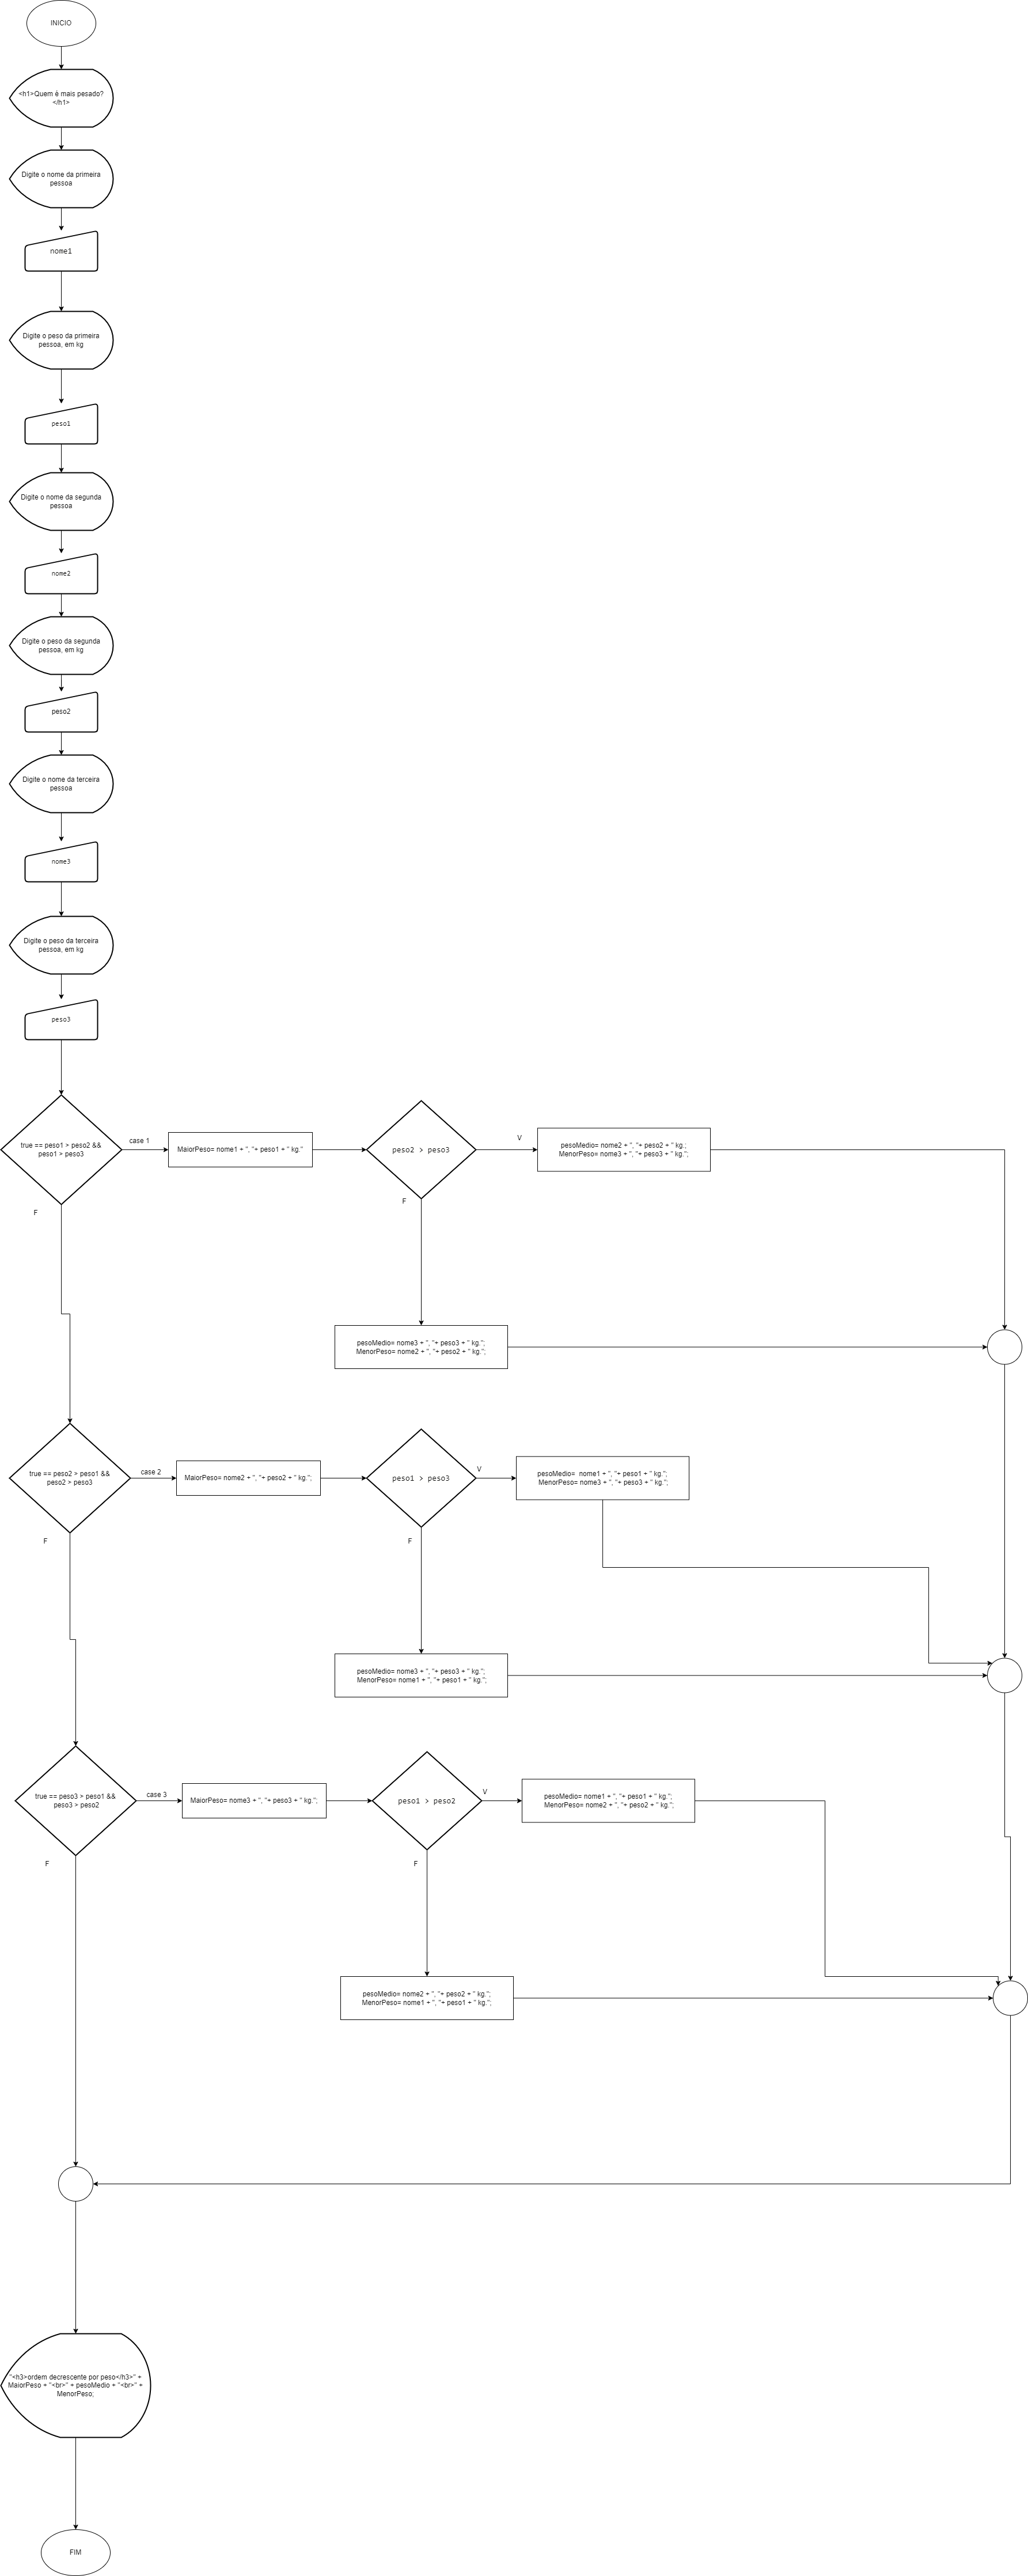 INICIO
<h1>Quem é mais pesado?
</h1>
Digite o nome da primeira
pessoa
nome1
Digite o peso da primeira
pessoa, em kg
peso1
Digite o nome da segunda
pessoa
nome2
Digite o peso da segunda
pessoa, em kg
peso2
Digite o nome da terceira
pessoa
nome3
Digite o peso da terceira
pessoa, em kg
peso3
true == peso1 > peso2 &&
peso1 > peso3
case 1
MaiorPeso= nome1 + ", "+ peso1 + " kg."
peso2 > peso3
V
pesoMedio= nome2 + ", "+ peso2 + " kg.;
MenorPeso= nome3 + ", "+ peso3 + " kg.";
F
F
pesoMedio= nome3 + ", "+ peso3 + " kg.";
MenorPeso= nome2 + ", "+ peso2 + " kg.";
true == peso2 > peso1 &&
peso2 > peso3
case 2
MaiorPeso= nome2 + ", "+ peso2 + " kg.";
peso1 > peso3
V
pesoMedio=  nome1 + ", "+ peso1 + " kg.";
MenorPeso= nome3 + ", "+ peso3 + " kg.";
F
F
pesoMedio= nome3 + ", "+ peso3 + " kg.";
MenorPeso= nome1 + ", "+ peso1 + " kg.";
true == peso3 > peso1 &&
peso3 > peso2
case 3
MaiorPeso= nome3 + ", "+ peso3 + " kg.";
peso1 > peso2
V
pesoMedio= nome1 + ", "+ peso1 + " kg.";
MenorPeso= nome2 + ", "+ peso2 + " kg.";
F
F
pesoMedio= nome2 + ", "+ peso2 + " kg.";
MenorPeso= nome1 + ", "+ peso1 + " kg.";
"<h3>ordem decrescente por peso</h3>" +
MaiorPeso + "<br>" + pesoMedio + "<br>" +
MenorPeso;
FIM